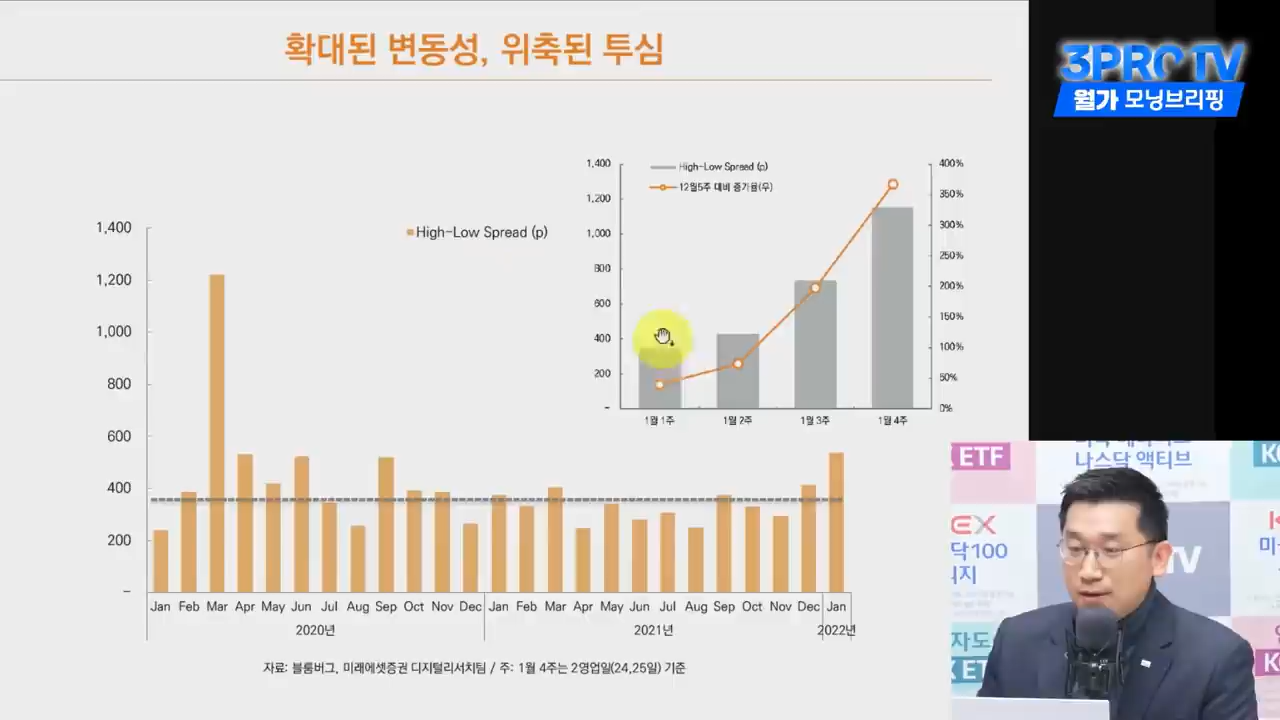 확대된 변동성, 위축된 투심
3PRO TV
월가 모닝브리핑
1,400
1,200
1,000
800
600
400
200
–
High-Low Spread (p)
12월5주 대비 증가율(우)
400%
350%
300%
250%
200%
150%
100%
50%
0%
1월 1주 1월 2주 1월 3주 1월 4주
1,400
1,200
1,000
800
600
400
200
–
High-Low Spread (p)
Jan Feb Mar Apr May Jun Jul Aug Sep Oct Nov Dec Jan Feb Mar Apr May Jun Jul Aug Sep Oct Nov Dec Jan
2020년 2021년 2022년
자료: 블룸버그, 미래에셋증권 디지털리서치팀 / 주: 1월 4주는 2영업일(24,25일) 기준
ETF
나스닥 액티브
EX
닥100
TV
자도